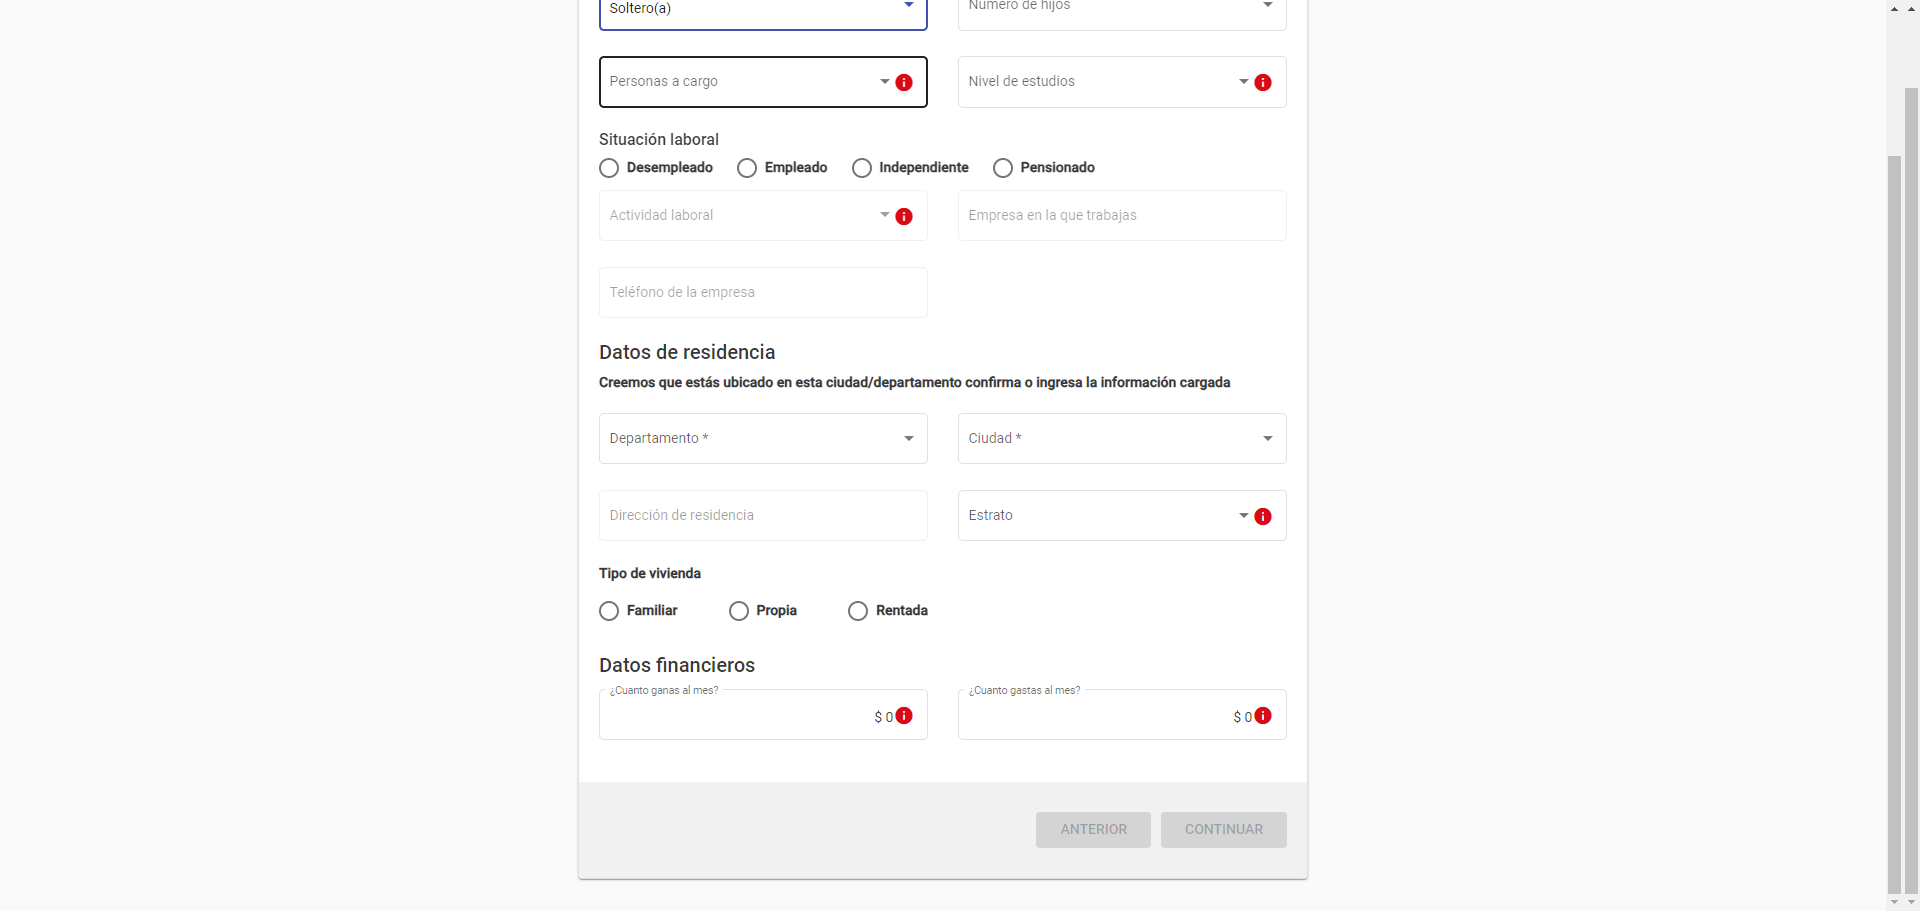 Soltero(a)
Número de hijos
Personas a cargo
Nivel de estudios
Situación laboral
Desempleado Empleado Independiente Pensionado
Actividad laboral
Empresa en la que trabajas
Teléfono de la empresa
Datos de residencia
Creemos que estás ubicado en esta ciudad/departamento confirma o ingresa la información cargada
Departamento *
Ciudad *
Dirección de residencia
Estrato
Tipo de vivienda
Familiar Propia Rentada
Datos financieros
¿Cuanto ganas al mes?
$ 0
¿Cuanto gastas al mes?
$ 0
ANTERIOR
CONTINUAR